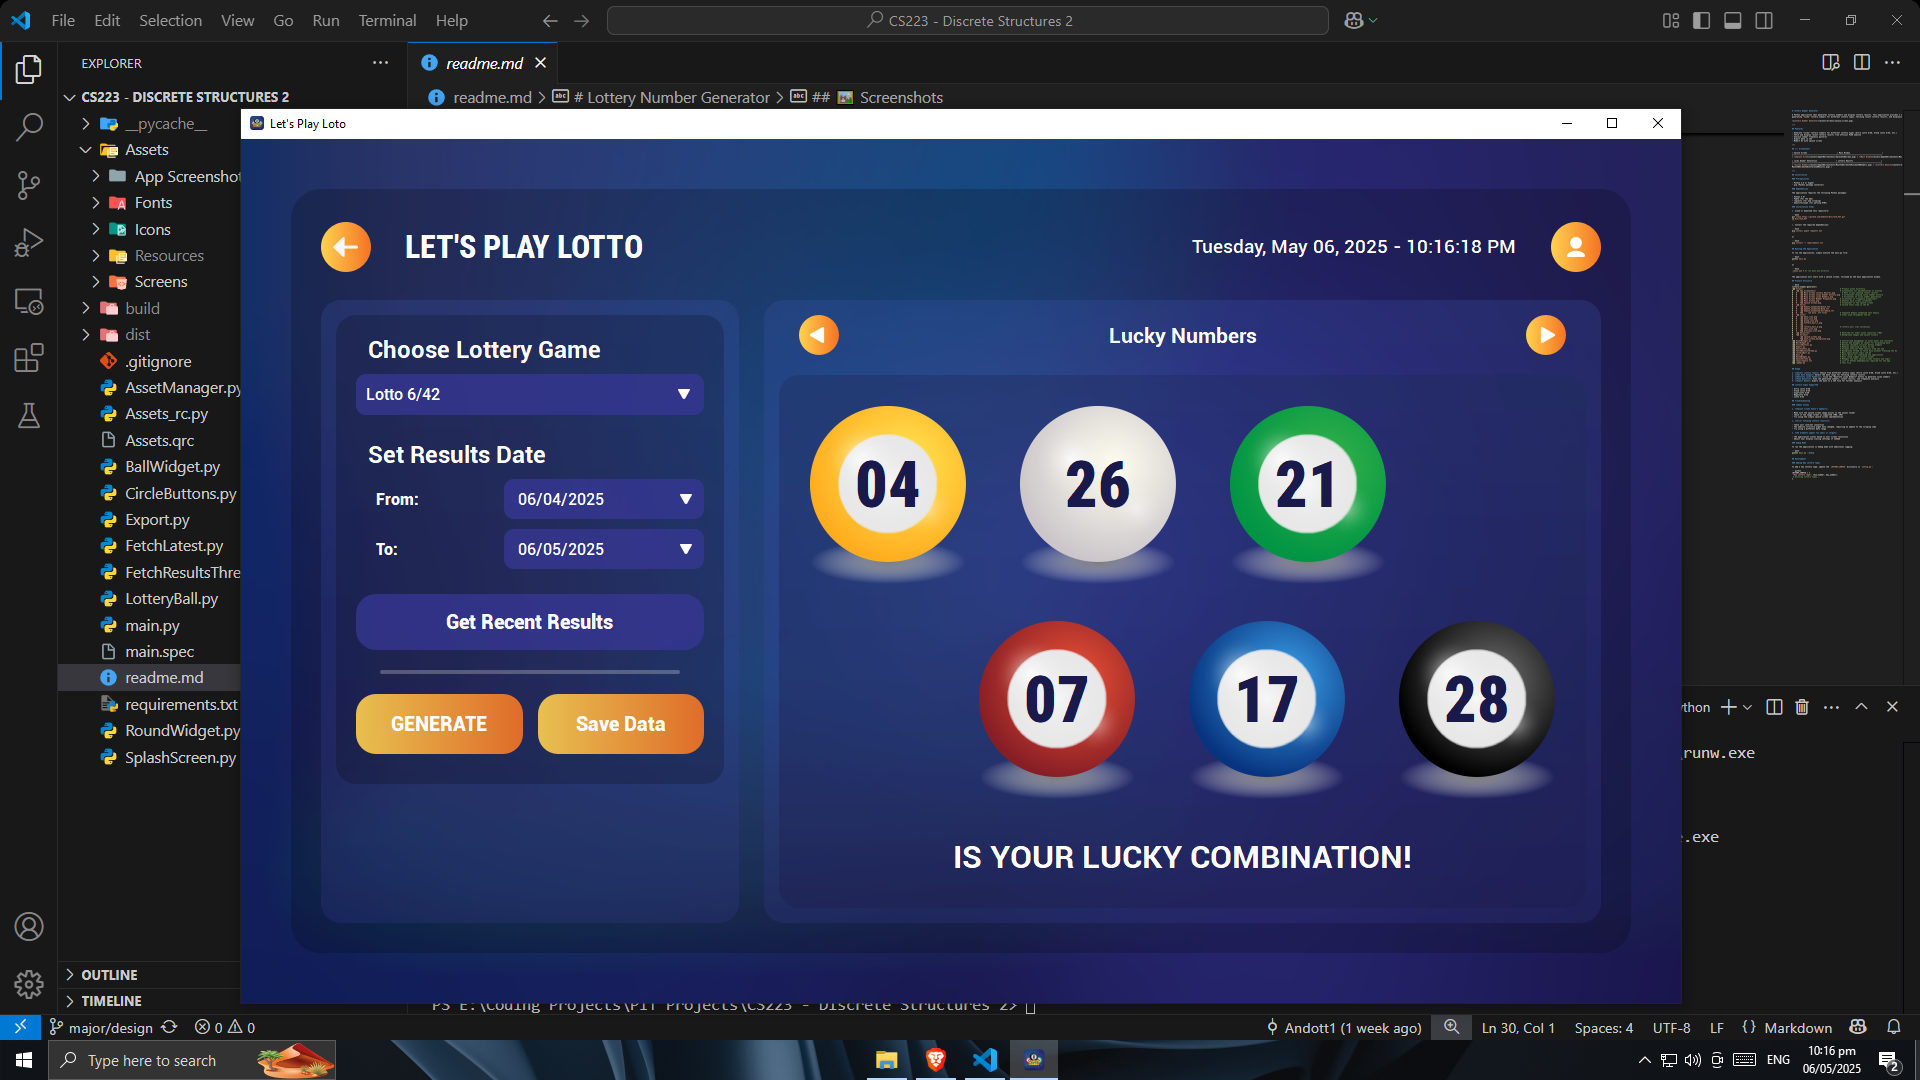 File Edit Selection View Go Run Terminal Help
CS223 - Discrete Structures 2
EXPLORER
readme.md
CS223 - DISCRETE STRUCTURES 2
readme.md > # Lottery Number Generator > ## Screenshots
__pycache__
Assets
App Screenshot
Fonts
Icons
Resources
Screens
build
dist
.gitignore
AssetManager.py
Assets_rc.py
Assets.qrc
BallWidget.py
CircleButtons.py
Export.py
FetchLatest.py
FetchResultsThre
LotteryBall.py
main.py
main.spec
readme.md
requirements.txt
RoundWidget.py
SplashScreen.py
OUTLINE
TIMELINE
Let's Play Loto
LET'S PLAY LOTTO
Tuesday, May 06, 2025 - 10:16:18 PM
Choose Lottery Game
Lotto 6/42
Set Results Date
From:
06/04/2025
To:
06/05/2025
Get Recent Results
GENERATE
Save Data
Lucky Numbers
04
26
21
07
17
28
IS YOUR LUCKY COMBINATION!
ython
runw.exe
.exe
PS E:\Coding Projects\PIT Projects\CS223 - Discrete Structures 2>
major/design
0
0
Andott1 (1 week ago)
Ln 30, Col 1
Spaces: 4
UTF-8
LF
Markdown
Type here to search
ENG
10:16 pm
06/05/2025
2